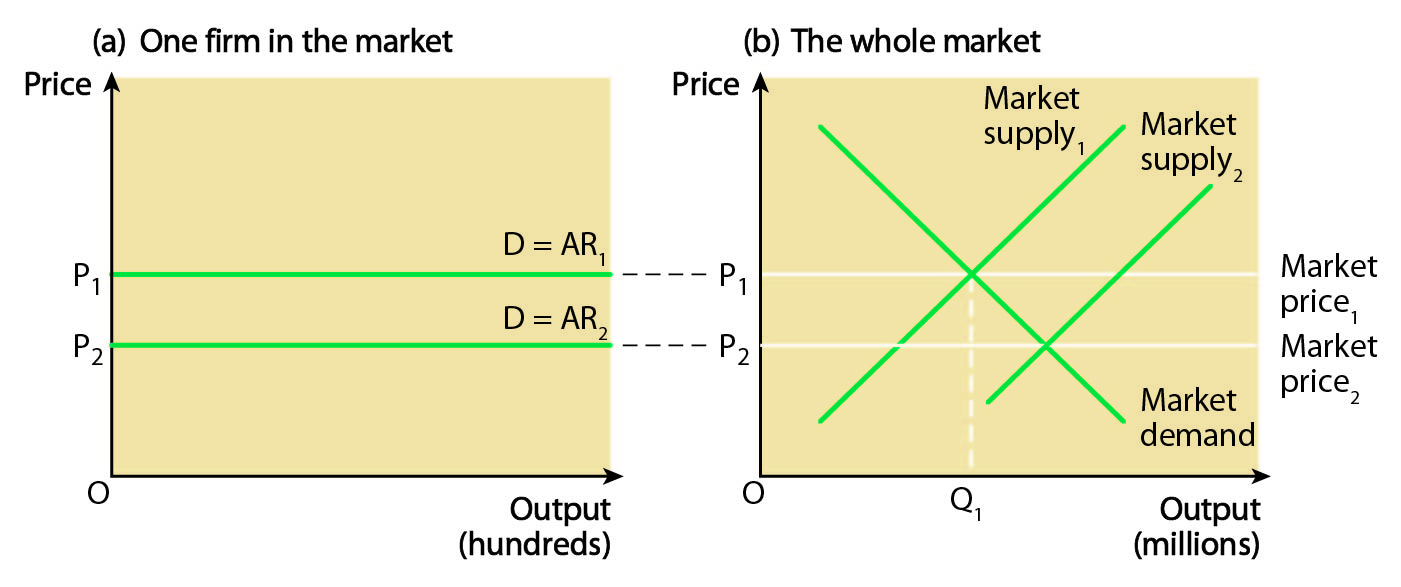 (a) One firm in the market
Price
D = AR₁
P₁
D = AR₂
P₂
O
Output
(hundreds)
(b) The whole market
Price
Market
supply₁
Market
supply₂
P₁
Market
price₁
P₂
Market
price₂
Market
demand
O
Q₁
Output
(millions)